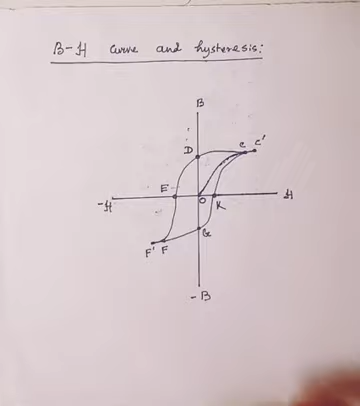 B-H curve and hysteresis:
B
D
C C'
E
-H
O
K
H
G
F' F
-B